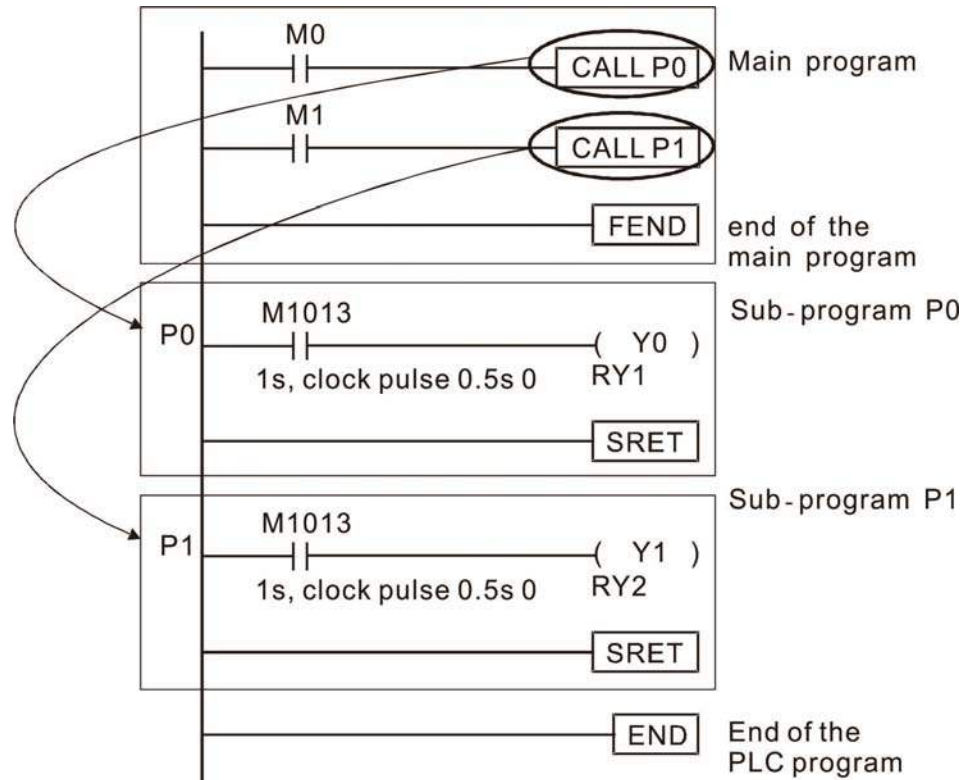 M0
CALL P0
Main program
M1
CALL P1
FEND
end of the
main program
Sub-program P0
P0
M1013
( Y0 )
1s, clock pulse 0.5s 0
RY1
SRET
Sub-program P1
P1
M1013
( Y1 )
1s, clock pulse 0.5s 0
RY2
SRET
END
End of the
PLC program